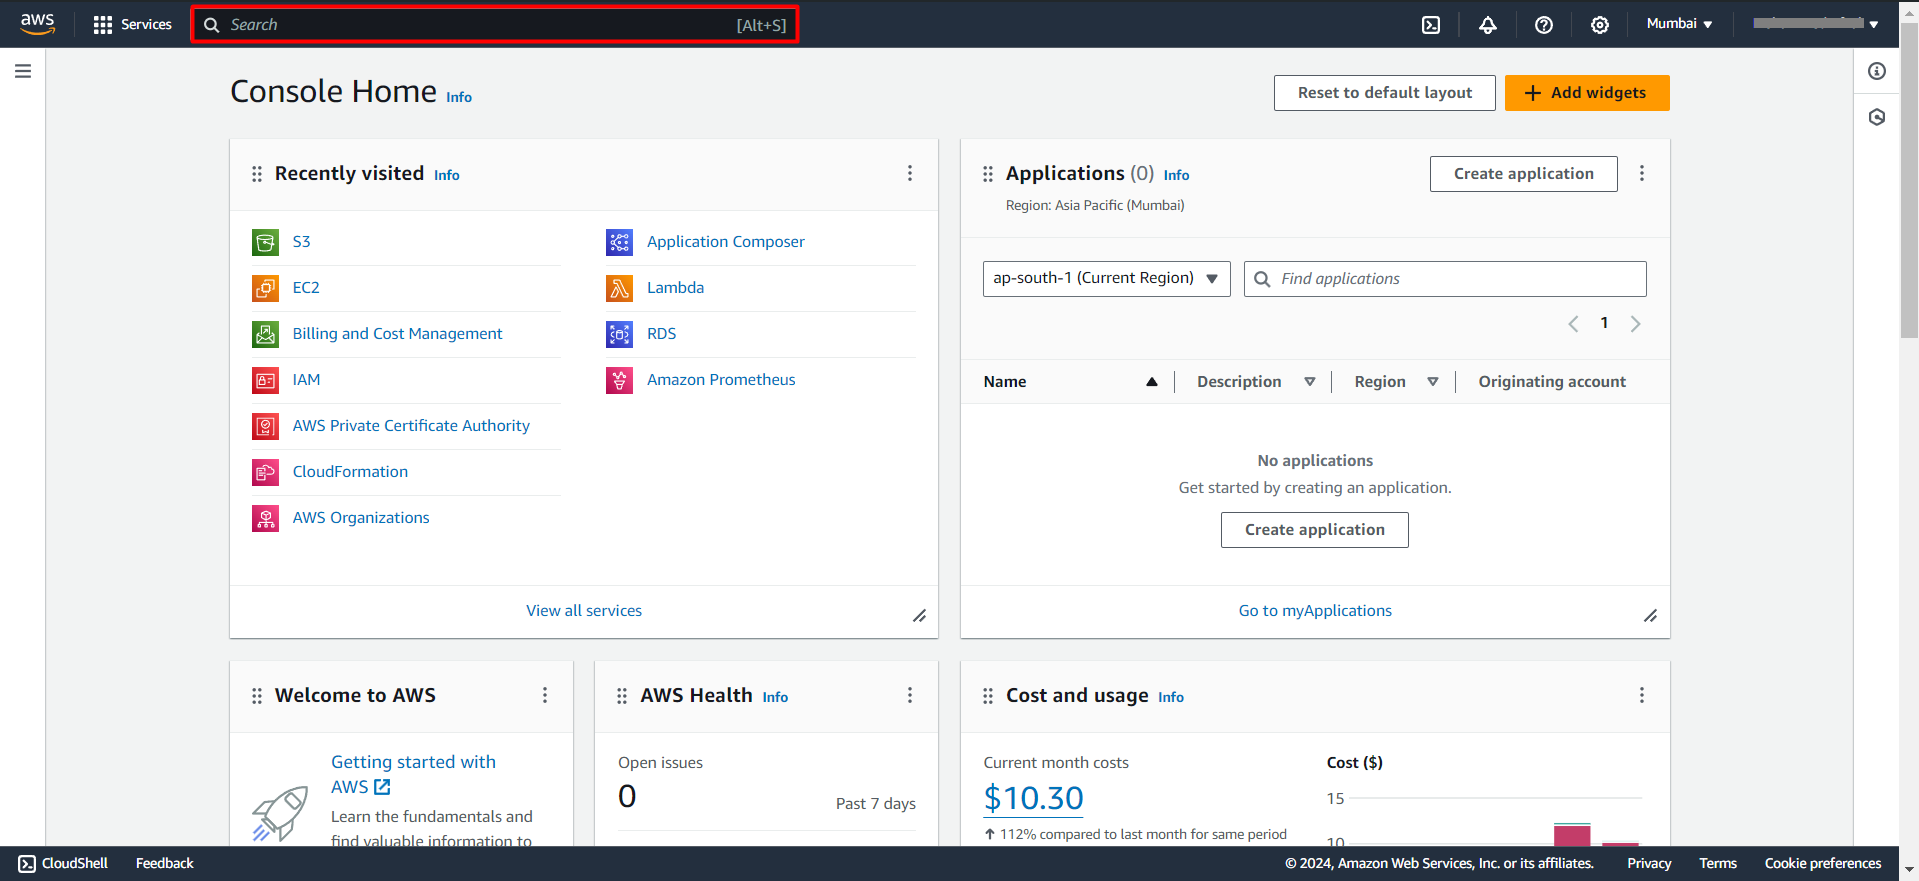 aws
Services
Search [Alt+S]
Mumbai
Console Home Info
Reset to default layout
Add widgets
Recently visited Info
S3
EC2
Billing and Cost Management
IAM
AWS Private Certificate Authority
CloudFormation
AWS Organizations
Application Composer
Lambda
RDS
Amazon Prometheus
View all services
Applications (0) Info
Region: Asia Pacific (Mumbai)
Create application
ap-south-1 (Current Region)
Find applications
1
Name Description Region Originating account
No applications
Get started by creating an application.
Create application
Go to myApplications
Welcome to AWS
Getting started with
AWS
Learn the fundamentals and
find valuable information to
AWS Health Info
Open issues
0
Past 7 days
Cost and usage Info
Current month costs
$10.30
112% compared to last month for same period
Cost ($)
15
10
CloudShell Feedback
© 2024, Amazon Web Services, Inc. or its affiliates. Privacy Terms Cookie preferences